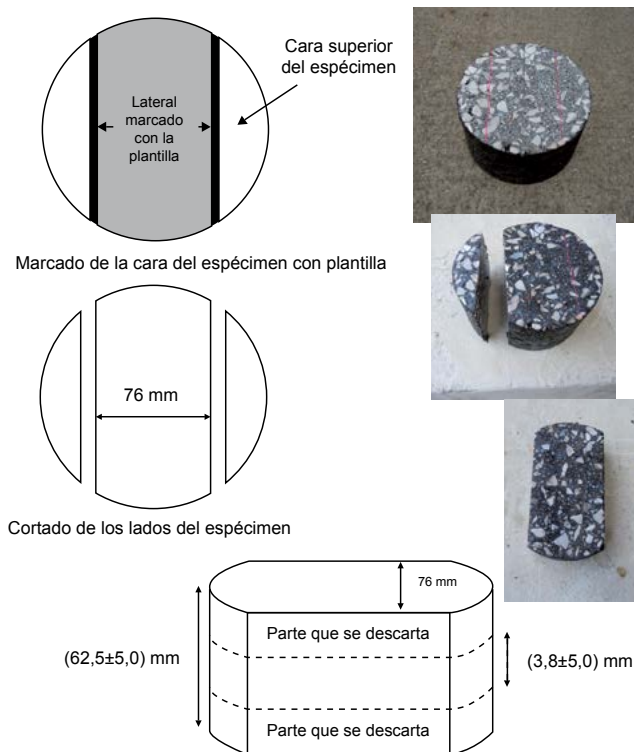 Cara superior
del espécimen
Lateral
marcado
con la
plantilla
Marcado de la cara del espécimen con plantilla
76 mm
Cortado de los lados del espécimen
76 mm
Parte que se descarta
(62,5±5,0) mm
(3,8±5,0) mm
Parte que se descarta